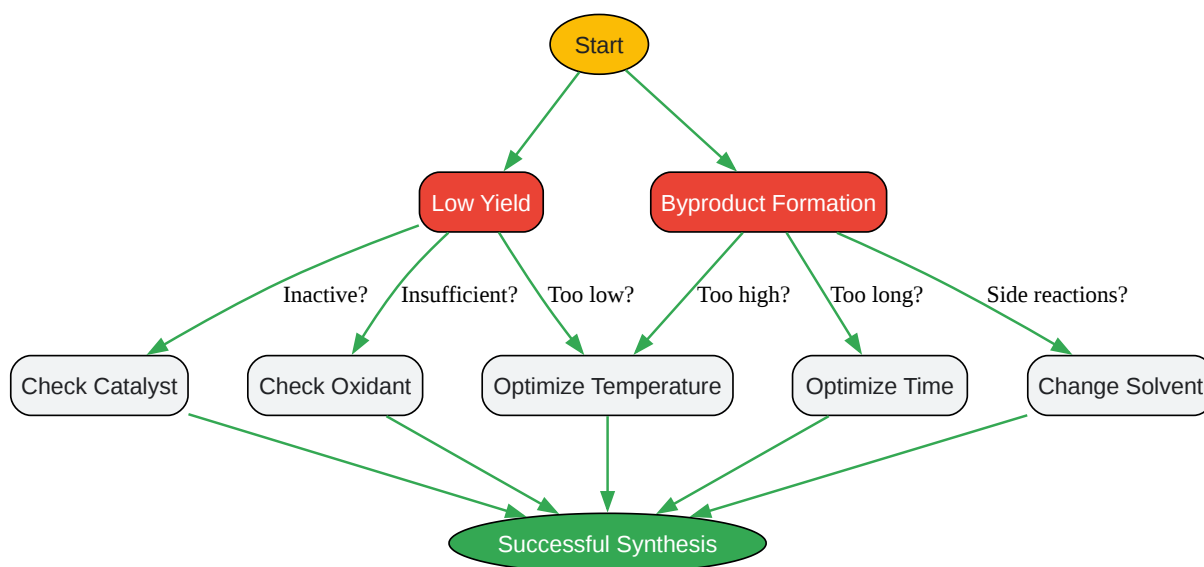 Start
Low Yield
Byproduct Formation
Inactive?
Insufficient?
Too low?
Too high?
Too long?
Side reactions?
Check Catalyst
Check Oxidant
Optimize Temperature
Optimize Time
Change Solvent
Successful Synthesis